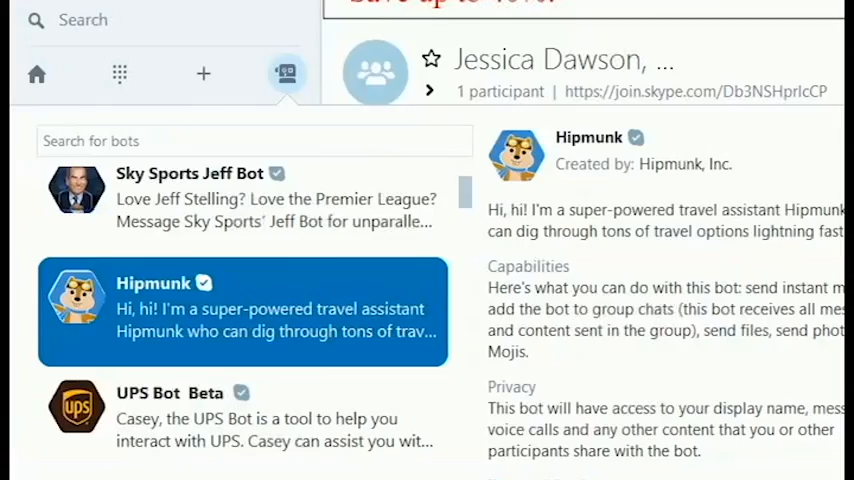 Save up to 40%.
Search
Jessica Dawson, ...
1 participant | https://join.skype.com/Db3NSHprIcCP
Search for bots
Sky Sports Jeff Bot
Love Jeff Stelling? Love the Premier League?
Message Sky Sports' Jeff Bot for unparalle...
Hipmunk
Hi, hi! I'm a super-powered travel assistant
Hipmunk who can dig through tons of trav...
UPS Bot Beta
ups
Casey, the UPS Bot is a tool to help you
interact with UPS. Casey can assist you wit...
Hipmunk
Created by: Hipmunk, Inc.
Hi, hi! I'm a super-powered travel assistant Hipmunk
can dig through tons of travel options lightning fast
Capabilities
Here's what you can do with this bot: send instant m
add the bot to group chats (this bot receives all mes
and content sent in the group), send files, send phot
Mojis.
Privacy
This bot will have access to your display name, mess
voice calls and any other content that you or other
participants share with the bot.